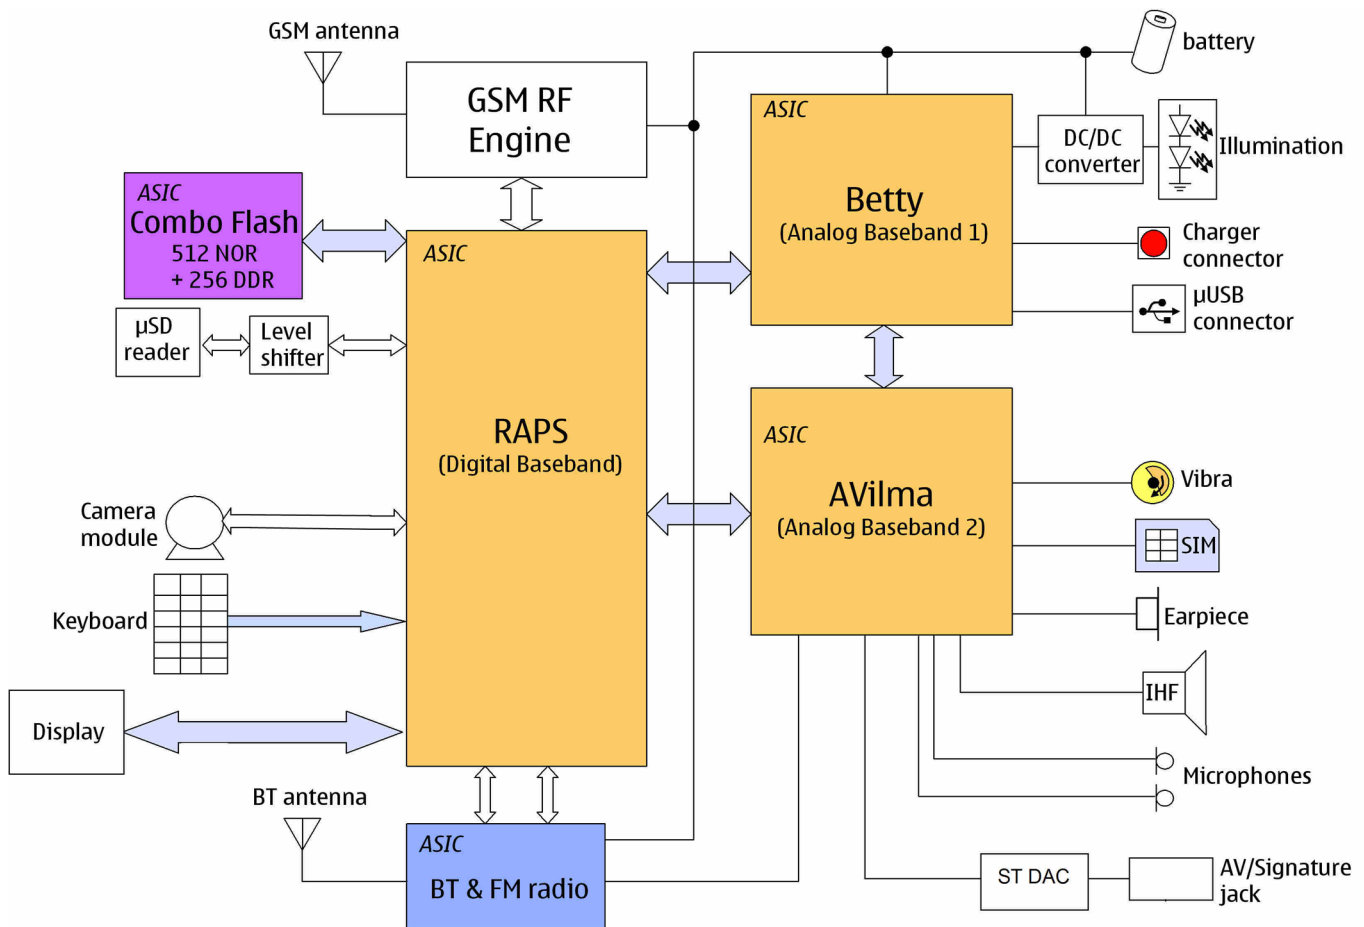 GSM antenna
GSM RF
Engine
battery
ASIC
Betty
(Analog Baseband 1)
DC/DC
converter
Illumination
ASIC
Combo Flash
512 NOR
+ 256 DDR
ASIC
RAPS
(Digital Baseband)
Charger
connector
µUSB
connector
µSD
reader
Level
shifter
ASIC
AVilma
(Analog Baseband 2)
Vibra
SIM
Camera
module
Keyboard
Earpiece
IHF
Display
Microphones
BT antenna
ASIC
BT & FM radio
ST DAC
AV/Signature
jack